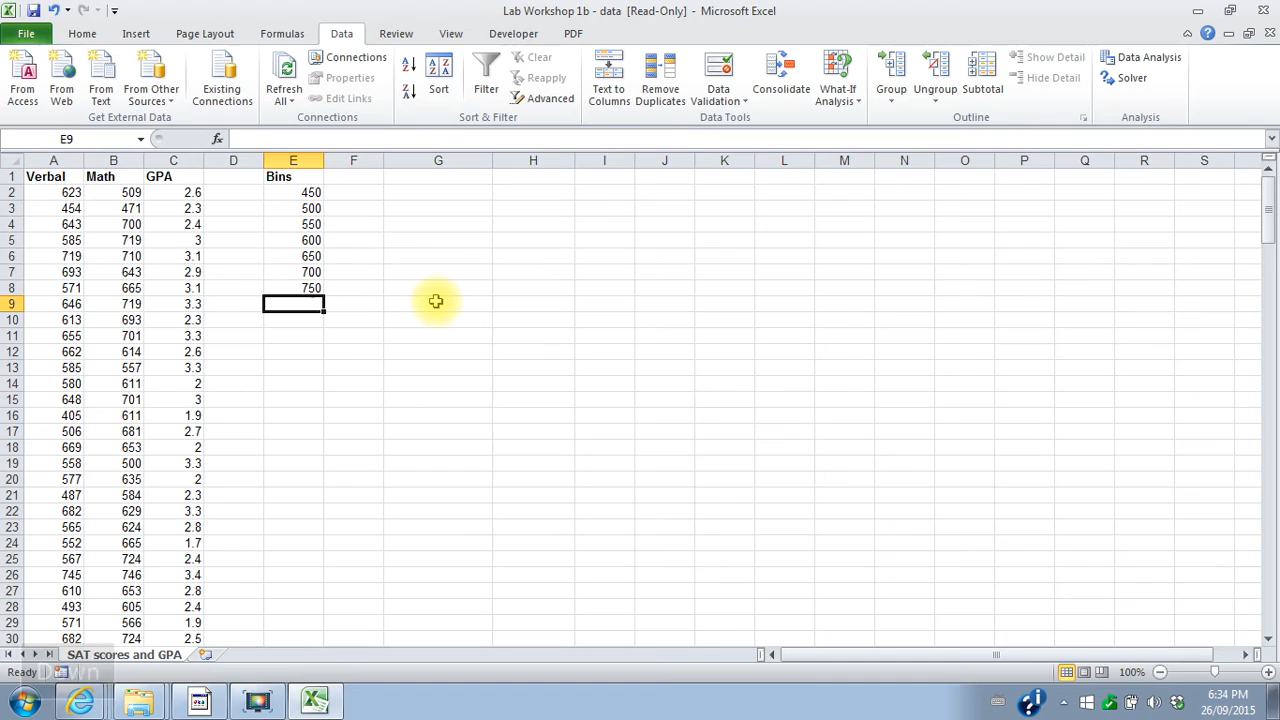 Lab Workshop 1b - data [Read-Only] - Microsoft Excel
File Home Insert Page Layout Formulas Data Review View Developer PDF
From Access
From Web
From Text
From Other Sources
Existing Connections
Get External Data
Refresh All
Connections
Properties
Edit Links
Connections
Sort
Filter
Clear
Reapply
Advanced
Sort & Filter
Text to Columns
Remove Duplicates
Data Validation
Consolidate
What-If Analysis
Data Tools
Group
Ungroup
Subtotal
Show Detail
Hide Detail
Outline
Data Analysis
Solver
Analysis
E9 fx
A B C D E F G H I J K L M N O P Q R S
1 Verbal Math GPA Bins
2 623 509 2.6 450
3 454 471 2.3 500
4 643 700 2.4 550
5 585 719 3 600
6 719 710 3.1 650
7 693 643 2.9 700
8 571 665 3.1 750
9 646 719 3.3
10 613 693 2.3
11 655 701 3.3
12 662 614 2.6
13 585 557 3.3
14 580 611 2
15 648 701 3
16 405 611 1.9
17 506 681 2.7
18 669 653 2
19 558 500 3.3
20 577 635 2
21 487 584 2.3
22 682 629 3.3
23 565 624 2.8
24 552 665 1.7
25 567 724 2.4
26 745 746 3.4
27 610 653 2.8
28 493 605 2.4
29 571 566 1.9
30 682 724 2.5
SAT scores and GPA
Ready 100%
Down
6:34 PM
26/09/2015